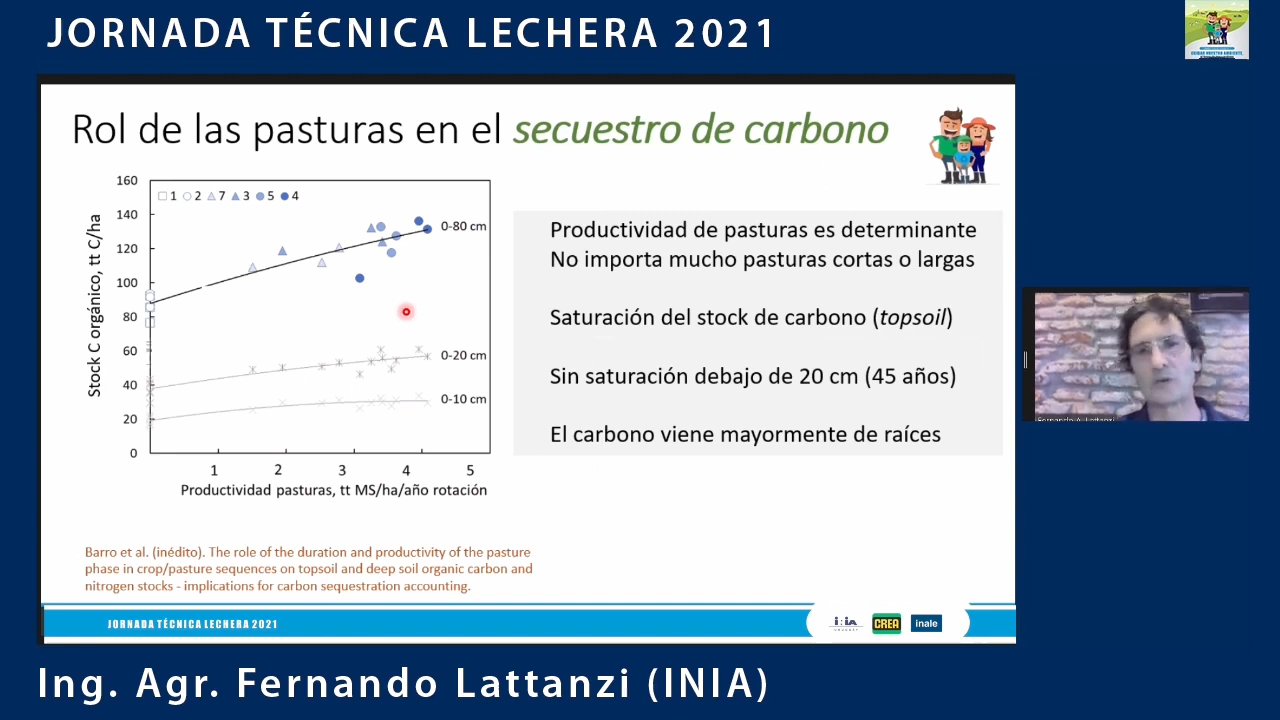 JORNADA TÉCNICA LECHERA 2021
Rol de las pasturas en el secuestro de carbono
160
140
120
100
80
60
40
20
0
Stock C orgánico, tt C/ha
1 2 7 3 5 4
0-80 cm
0-20 cm
0-10 cm
1 2 3 4 5
Productividad pasturas, tt MS/ha/año rotación
Productividad de pasturas es determinante
No importa mucho pasturas cortas o largas
Saturación del stock de carbono (topsoil)
Sin saturación debajo de 20 cm (45 años)
El carbono viene mayormente de raíces
Barro et al. (inédito). The role of the duration and productivity of the pasture
phase in crop/pasture sequences on topsoil and deep soil organic carbon and
nitrogen stocks - implications for carbon sequestration accounting.
JORNADA TÉCNICA LECHERA 2021
inia
URUGUAY
CREA
inale
Fernando A. Lattanzi
Ing. Agr. Fernando Lattanzi (INIA)